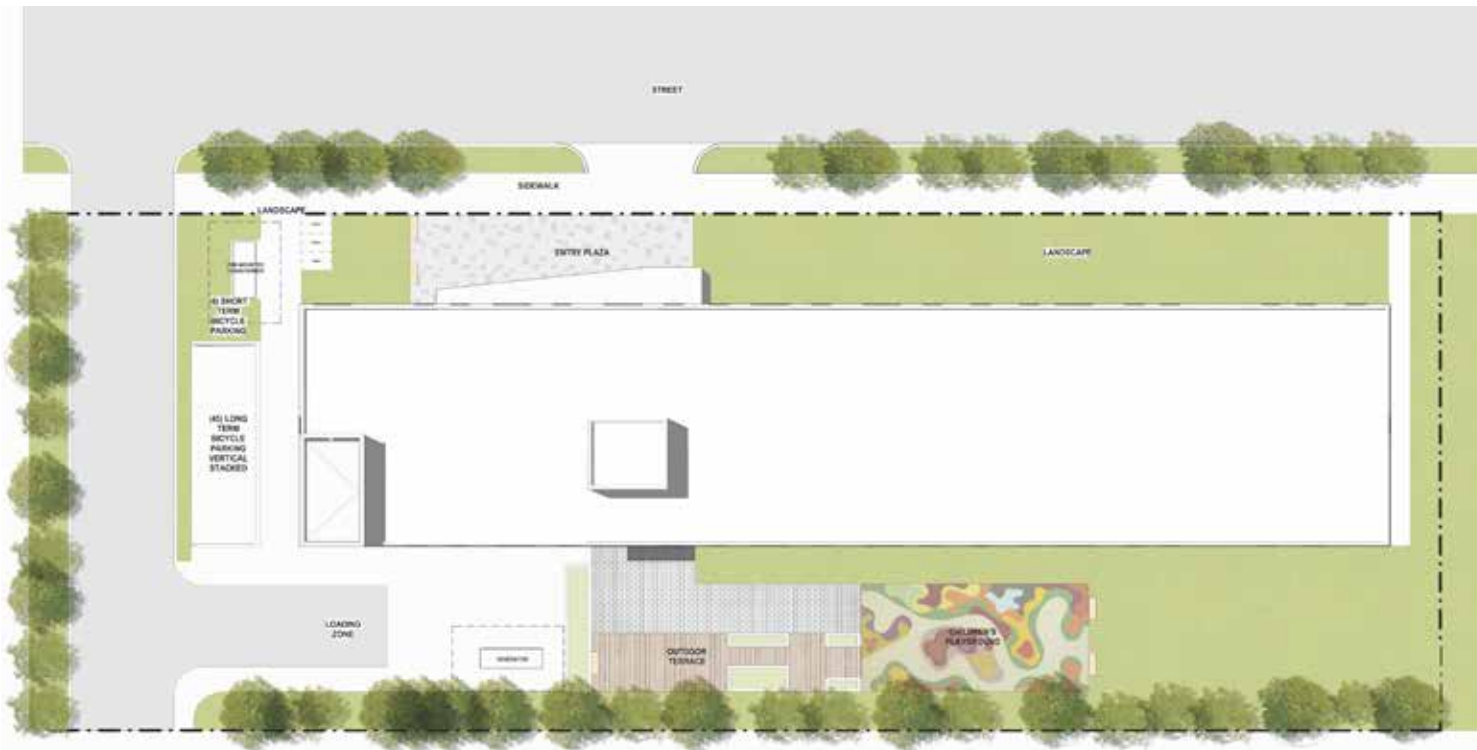 STREET
SIDEWALK
LANDSCAPE
ENTRY PLAZA
LANDSCAPE
(6) SHORT
TERM
BICYCLE
PARKING
(45) LONG
TERM
BICYCLE
PARKING
VERTICAL
STACKED
LOADING
ZONE
GENERATOR
OUTDOOR
TERRACE
CHILDREN'S
PLAYGROUND